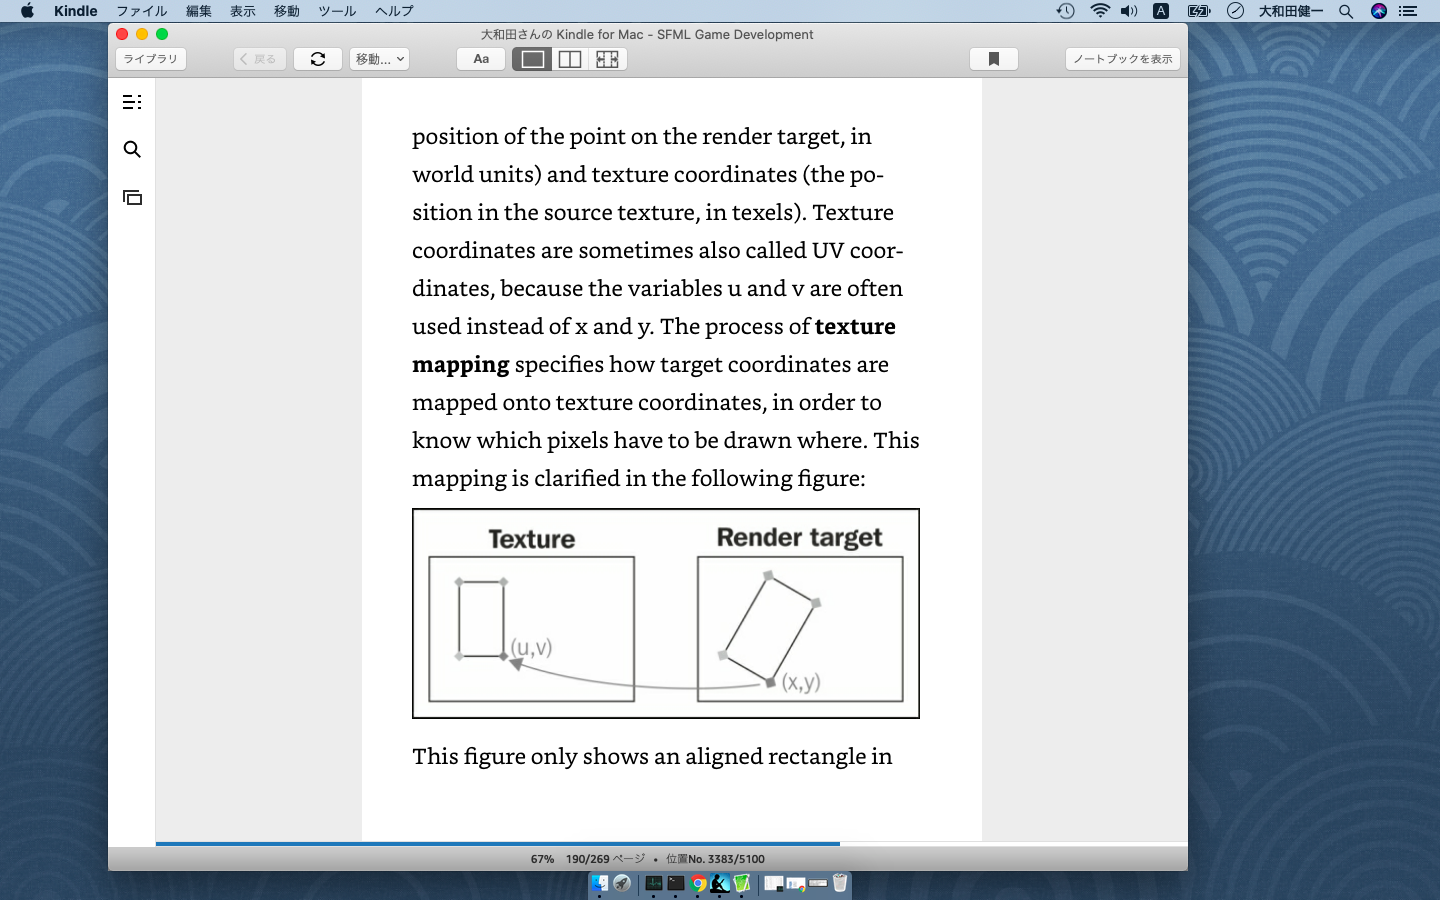 Kindle ファイル 編集 表示 移動 ツール ヘルプ A 大和田健一
大和田さんの Kindle for Mac - SFML Game Development
ライブラリ 戻る 移動... Aa ノートブックを表示
position of the point on the render target, in
world units) and texture coordinates (the po-
sition in the source texture, in texels). Texture
coordinates are sometimes also called UV coor-
dinates, because the variables u and v are often
used instead of x and y. The process of texture
mapping specifies how target coordinates are
mapped onto texture coordinates, in order to
know which pixels have to be drawn where. This
mapping is clarified in the following figure:
Texture Render target
(u,v)
(x,y)
This figure only shows an aligned rectangle in
67% 190/269 ページ • 位置No. 3383/5100